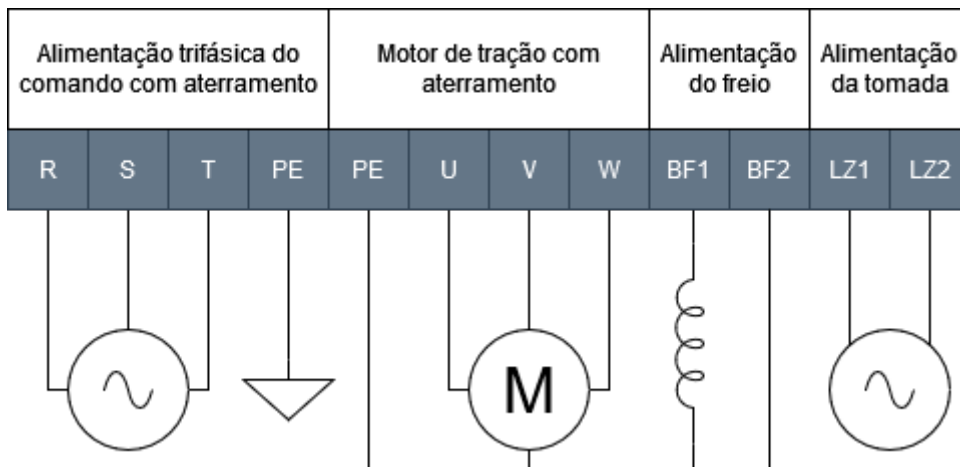 Alimentação trifásica do
comando com aterramento
Motor de tração com
aterramento
Alimentação
do freio
Alimentação
da tomada
R S T PE PE U V W BF1 BF2 LZ1 LZ2
M